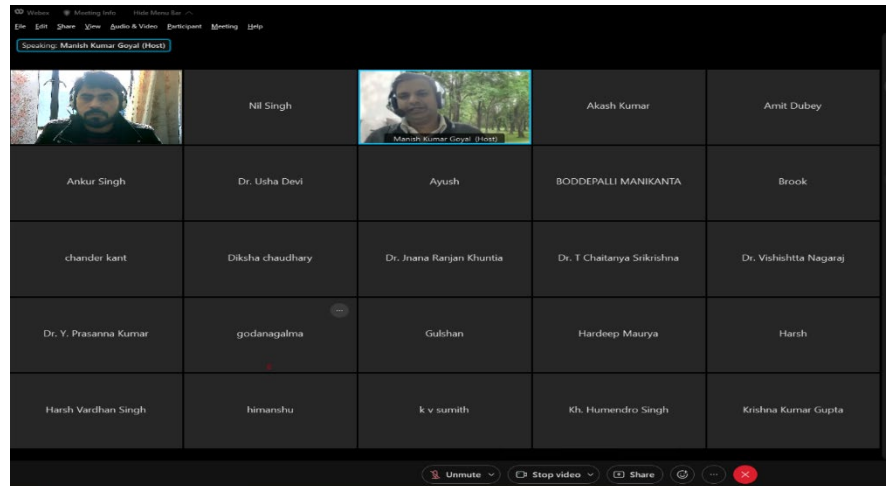 Webex Meeting Info Hide Menu Bar
File Edit Share View Audio & Video Participant Meeting Help
Speaking: Manish Kumar Goyal (Host)
Nil Singh
Manish Kumar Goyal (Host)
Akash Kumar
Amit Dubey
Ankur Singh
Dr. Usha Devi
Ayush
BODDEPALLI MANIKANTA
Brook
chander kant
Diksha chaudhary
Dr. Jnana Ranjan Khuntia
Dr. T Chaitanya Srikrishna
Dr. Vishishtta Nagaraj
Dr. Y. Prasanna Kumar
godanagalma
Gulshan
Hardeep Maurya
Harsh
Harsh Vardhan Singh
himanshu
k v sumith
Kh. Humendro Singh
Krishna Kumar Gupta
Unmute Stop video Share